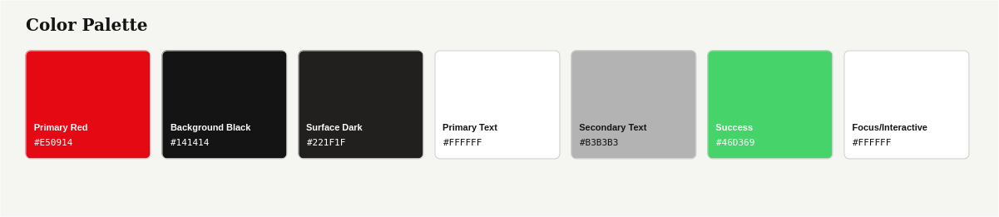 Color Palette
Primary Red
#E50914
Background Black
#141414
Surface Dark
#221F1F
Primary Text
#FFFFFF
Secondary Text
#B3B3B3
Success
#46D369
Focus/Interactive
#FFFFFF